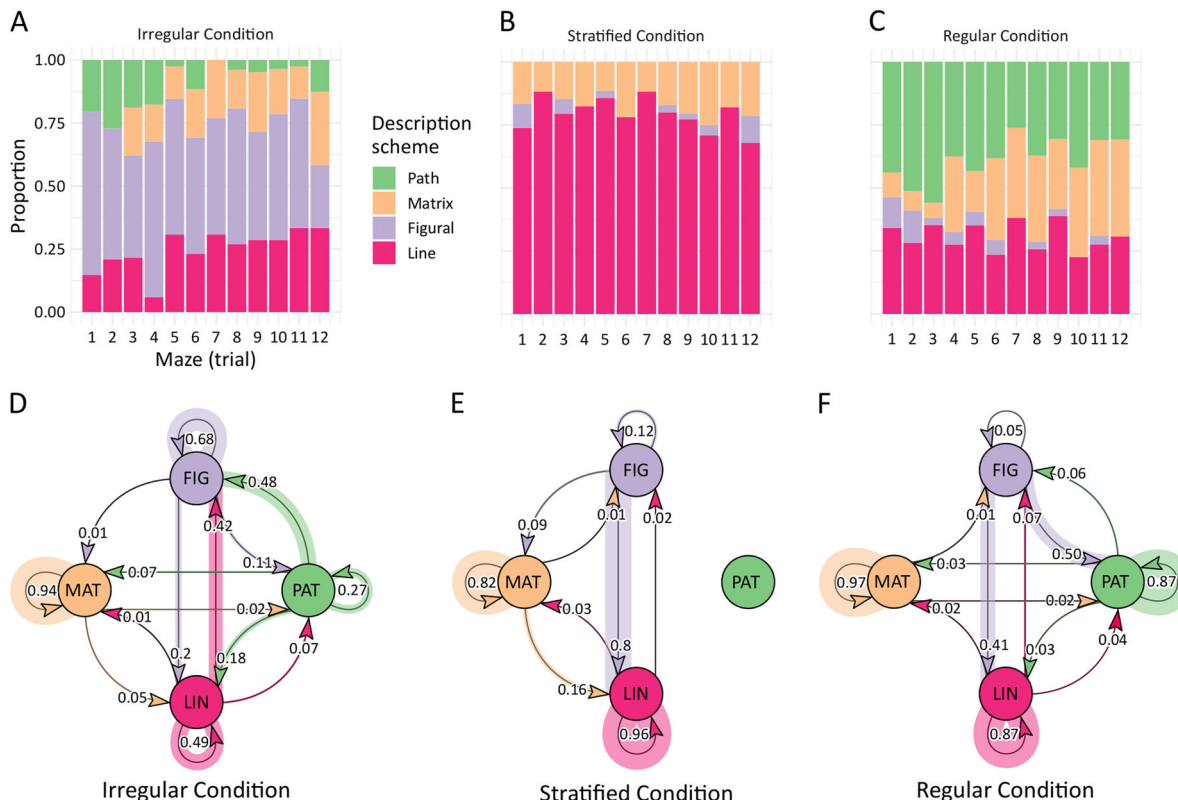 A
Irregular Condition
1.00
0.75
0.50
0.25
0.00
Proportion
1 2 3 4 5 6 7 8 9 10 11 12
Maze (trial)
Description
scheme
Path
Matrix
Figural
Line
B
Stratified Condition
1 2 3 4 5 6 7 8 9 10 11 12
C
Regular Condition
1 2 3 4 5 6 7 8 9 10 11 12
D
0.68
FIG
0.48
0.42
0.01
0.11
0.07
MAT
PAT
0.94
0.27
0.01
0.02
0.2
0.18
0.07
0.05
LIN
0.49
Irregular Condition
E
0.12
FIG
0.09
0.01
0.02
MAT
PAT
0.82
0.03
0.8
0.16
LIN
0.96
Stratified Condition
F
0.05
FIG
0.06
0.01
0.07
0.50
0.03
MAT
PAT
0.97
0.87
0.02
0.02
0.41
0.03
0.04
LIN
0.87
Regular Condition